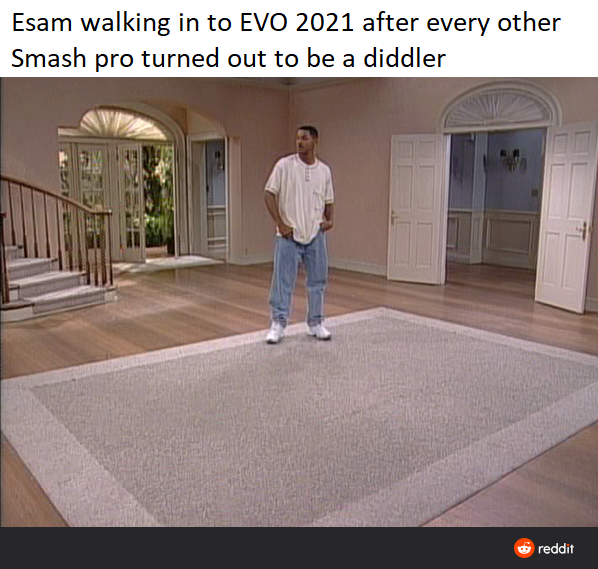 Esam walking in to EVO 2021 after every other
Smash pro turned out to be a diddler
reddit